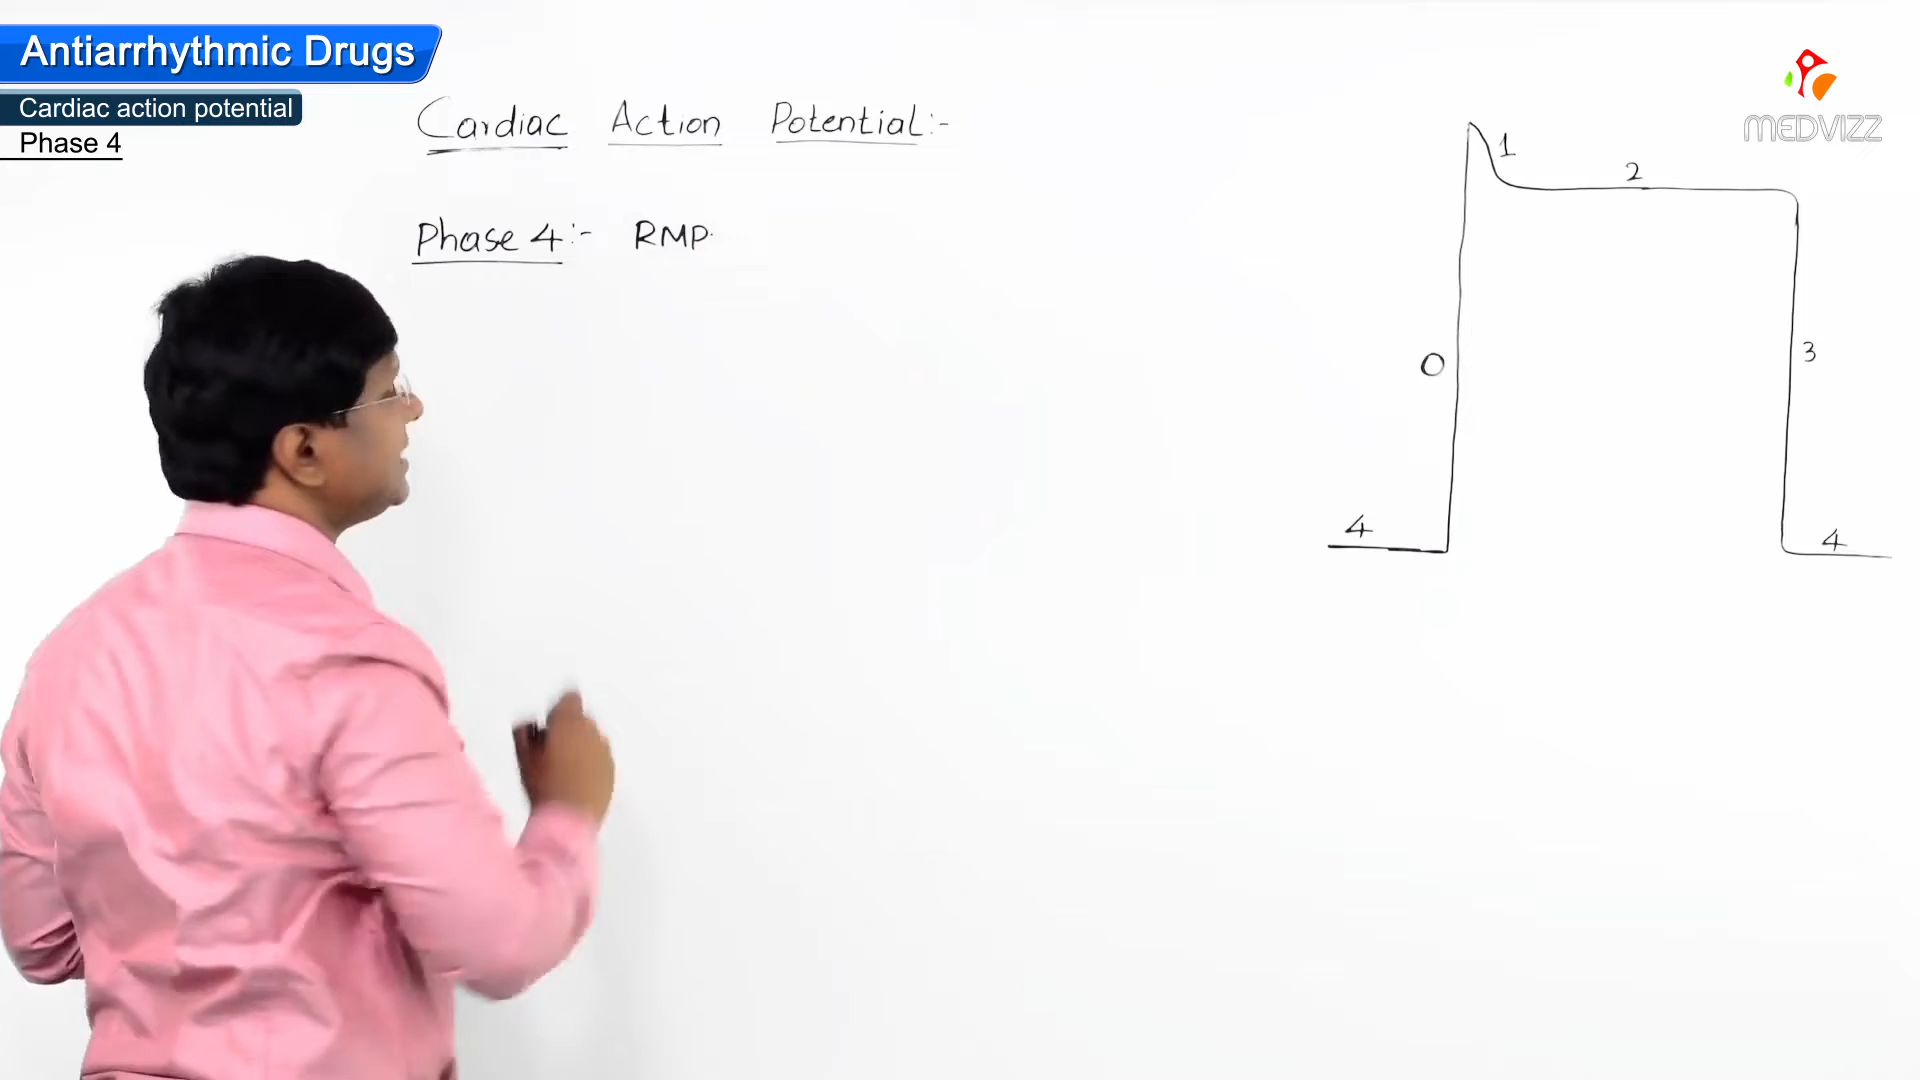 Antiarrhythmic Drugs
Cardiac action potential
Phase 4
Cardiac Action Potential:-
Phase 4:- RMP
MEDVIZZ
1
2
0
3
4
4